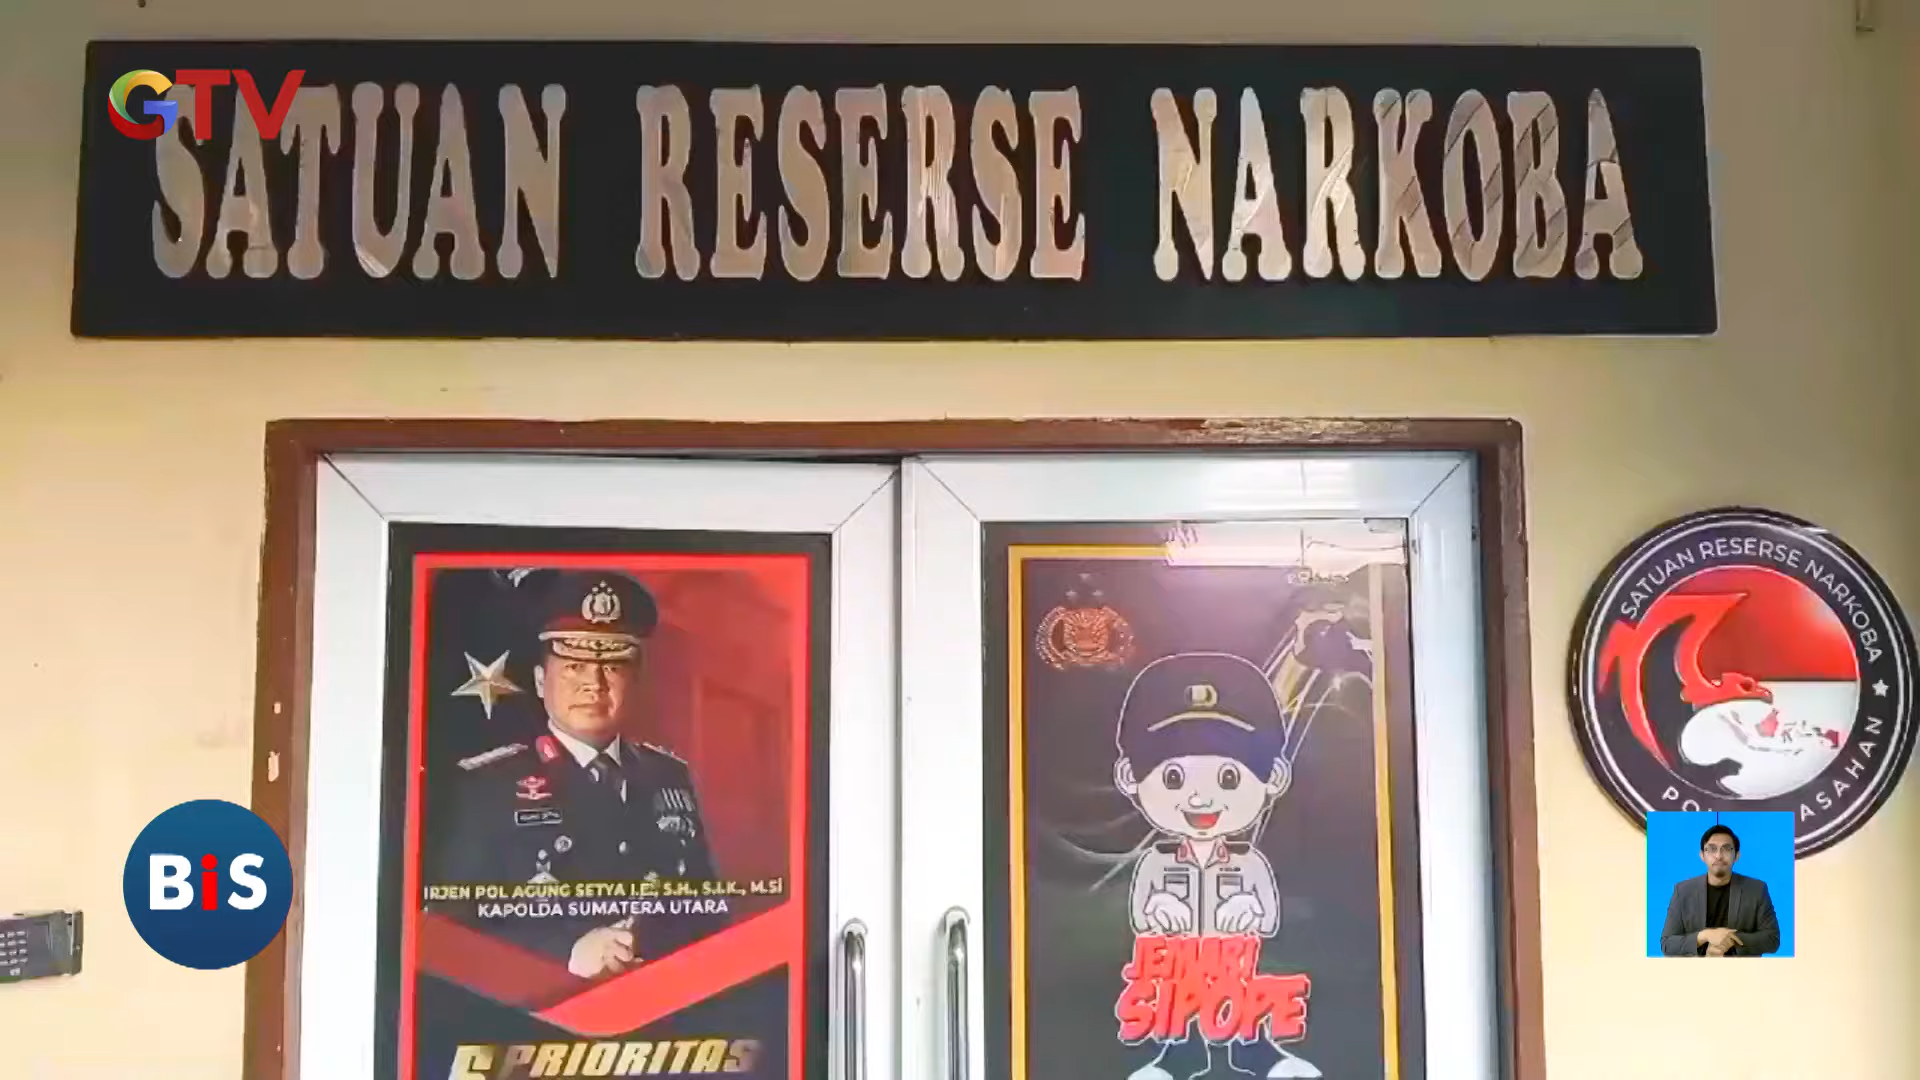 GTV
SATUAN RESERSE NARKOBA
SATUAN RESERSE NARKOBA
ASAHAN
IRJEN POL AGUNG SETYA I.E., S.H., S.I.K., M.Si
KAPOLDA SUMATERA UTARA
PRIORITAS
JEMARI
SIPOPE
BiS